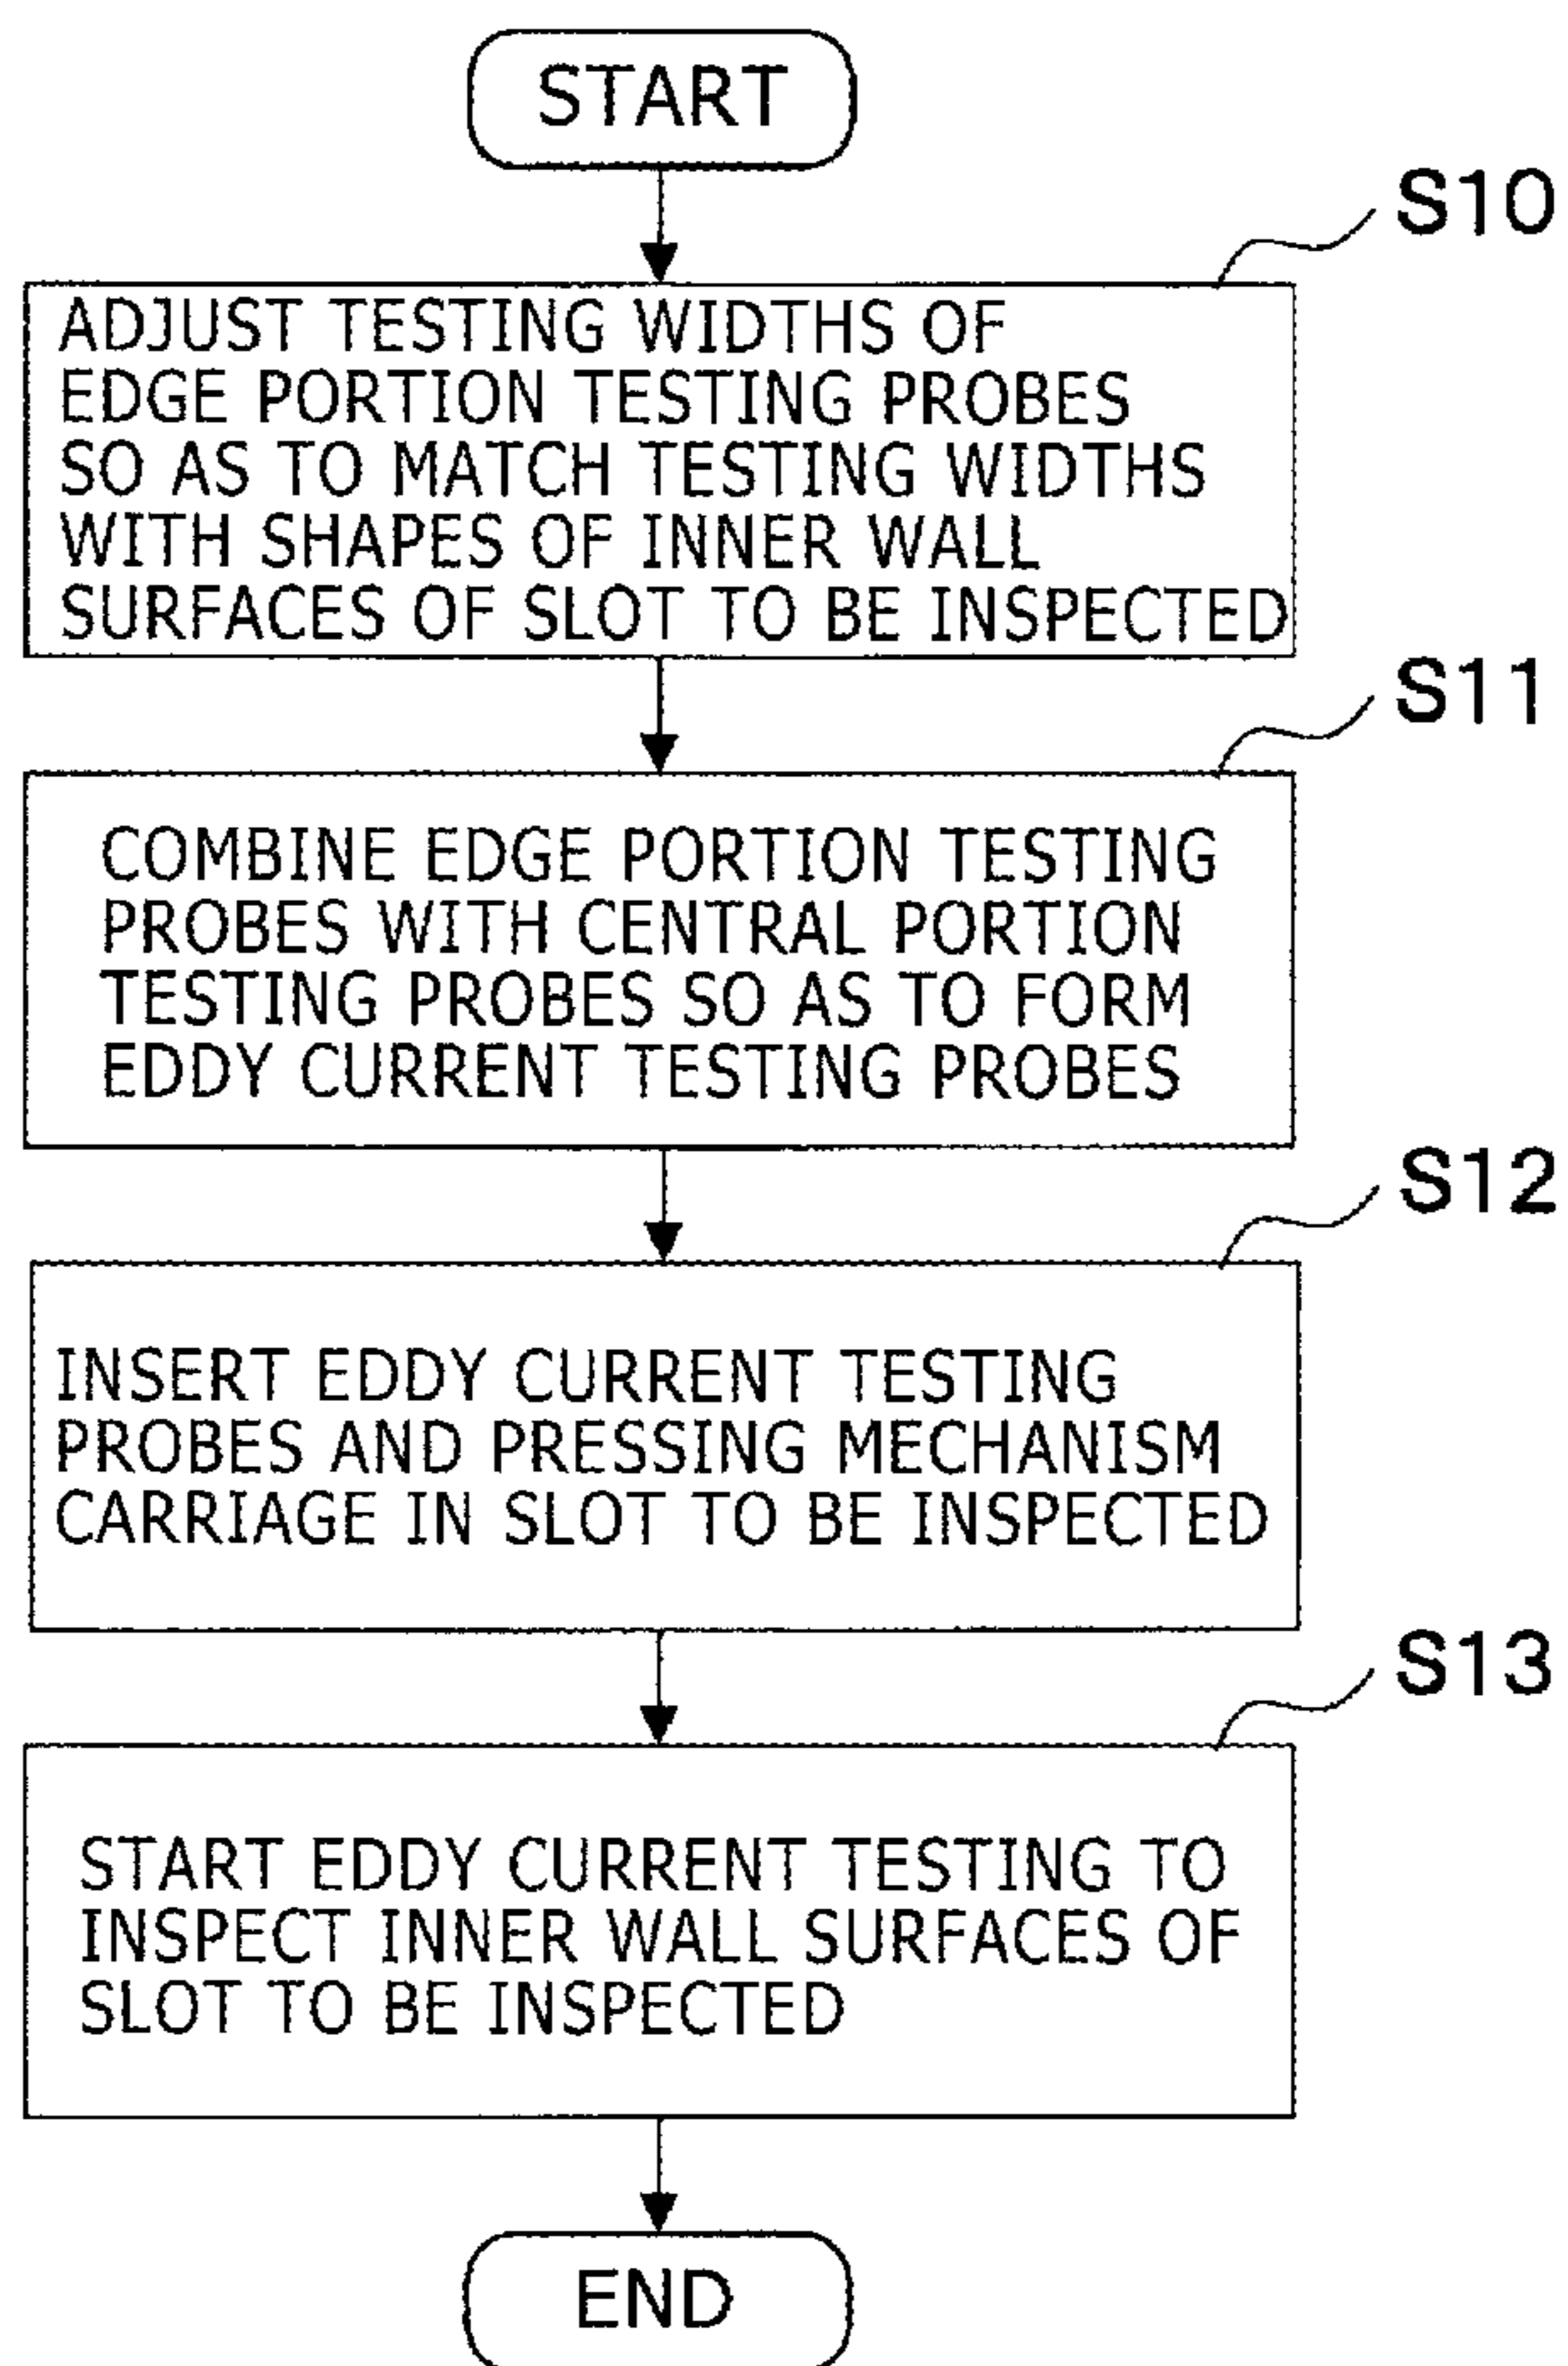 START
S10
ADJUST TESTING WIDTHS OF
EDGE PORTION TESTING PROBES
SO AS TO MATCH TESTING WIDTHS
WITH SHAPES OF INNER WALL
SURFACES OF SLOT TO BE INSPECTED
S11
COMBINE EDGE PORTION TESTING
PROBES WITH CENTRAL PORTION
TESTING PROBES SO AS TO FORM
EDDY CURRENT TESTING PROBES
S12
INSERT EDDY CURRENT TESTING
PROBES AND PRESSING MECHANISM
CARRIAGE IN SLOT TO BE INSPECTED
S13
START EDDY CURRENT TESTING TO
INSPECT INNER WALL SURFACES OF
SLOT TO BE INSPECTED
END